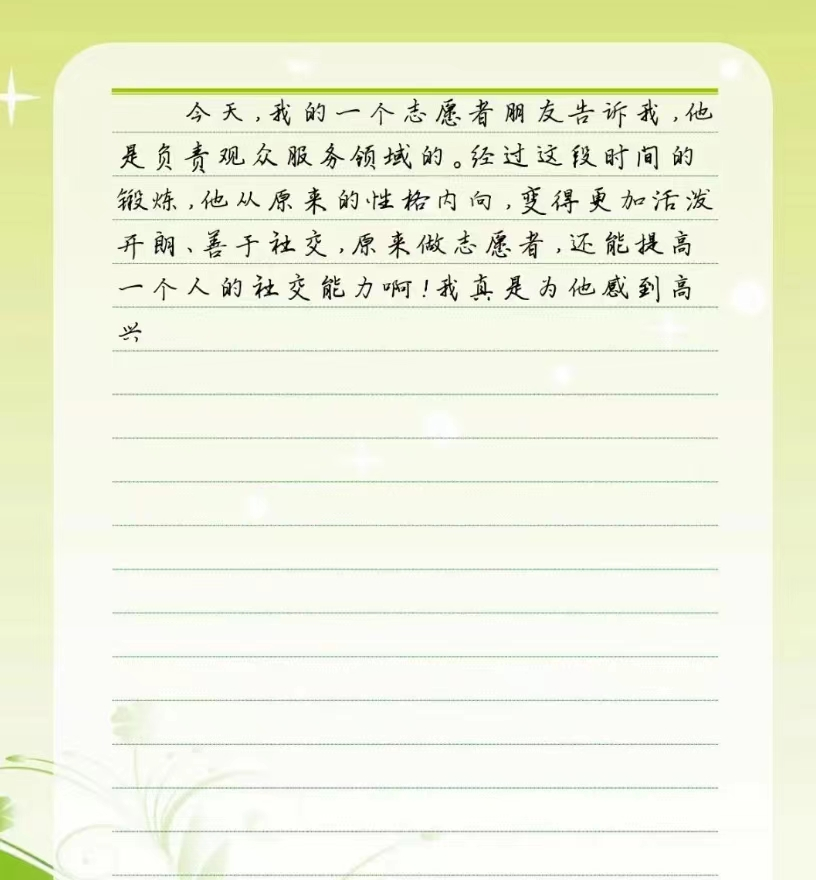 今天,我的一个志愿者朋友告诉我,他
是负责观众服务领域的。经过这段时间的
锻炼,他从原来的性格内向,变得更加活泼
开朗、善于社交,原来做志愿者,还能提高
一个人的社交能力啊!我真是为他感到高
兴